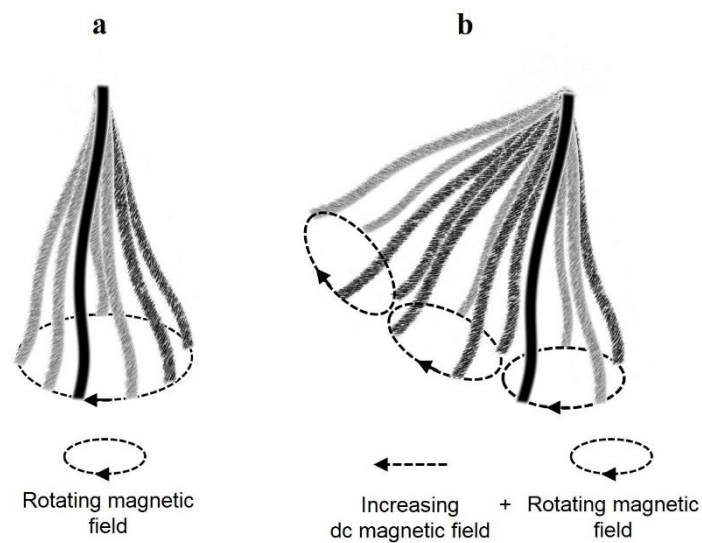 a
b
Rotating magnetic
field
Increasing
dc magnetic field
+
Rotating magnetic
field